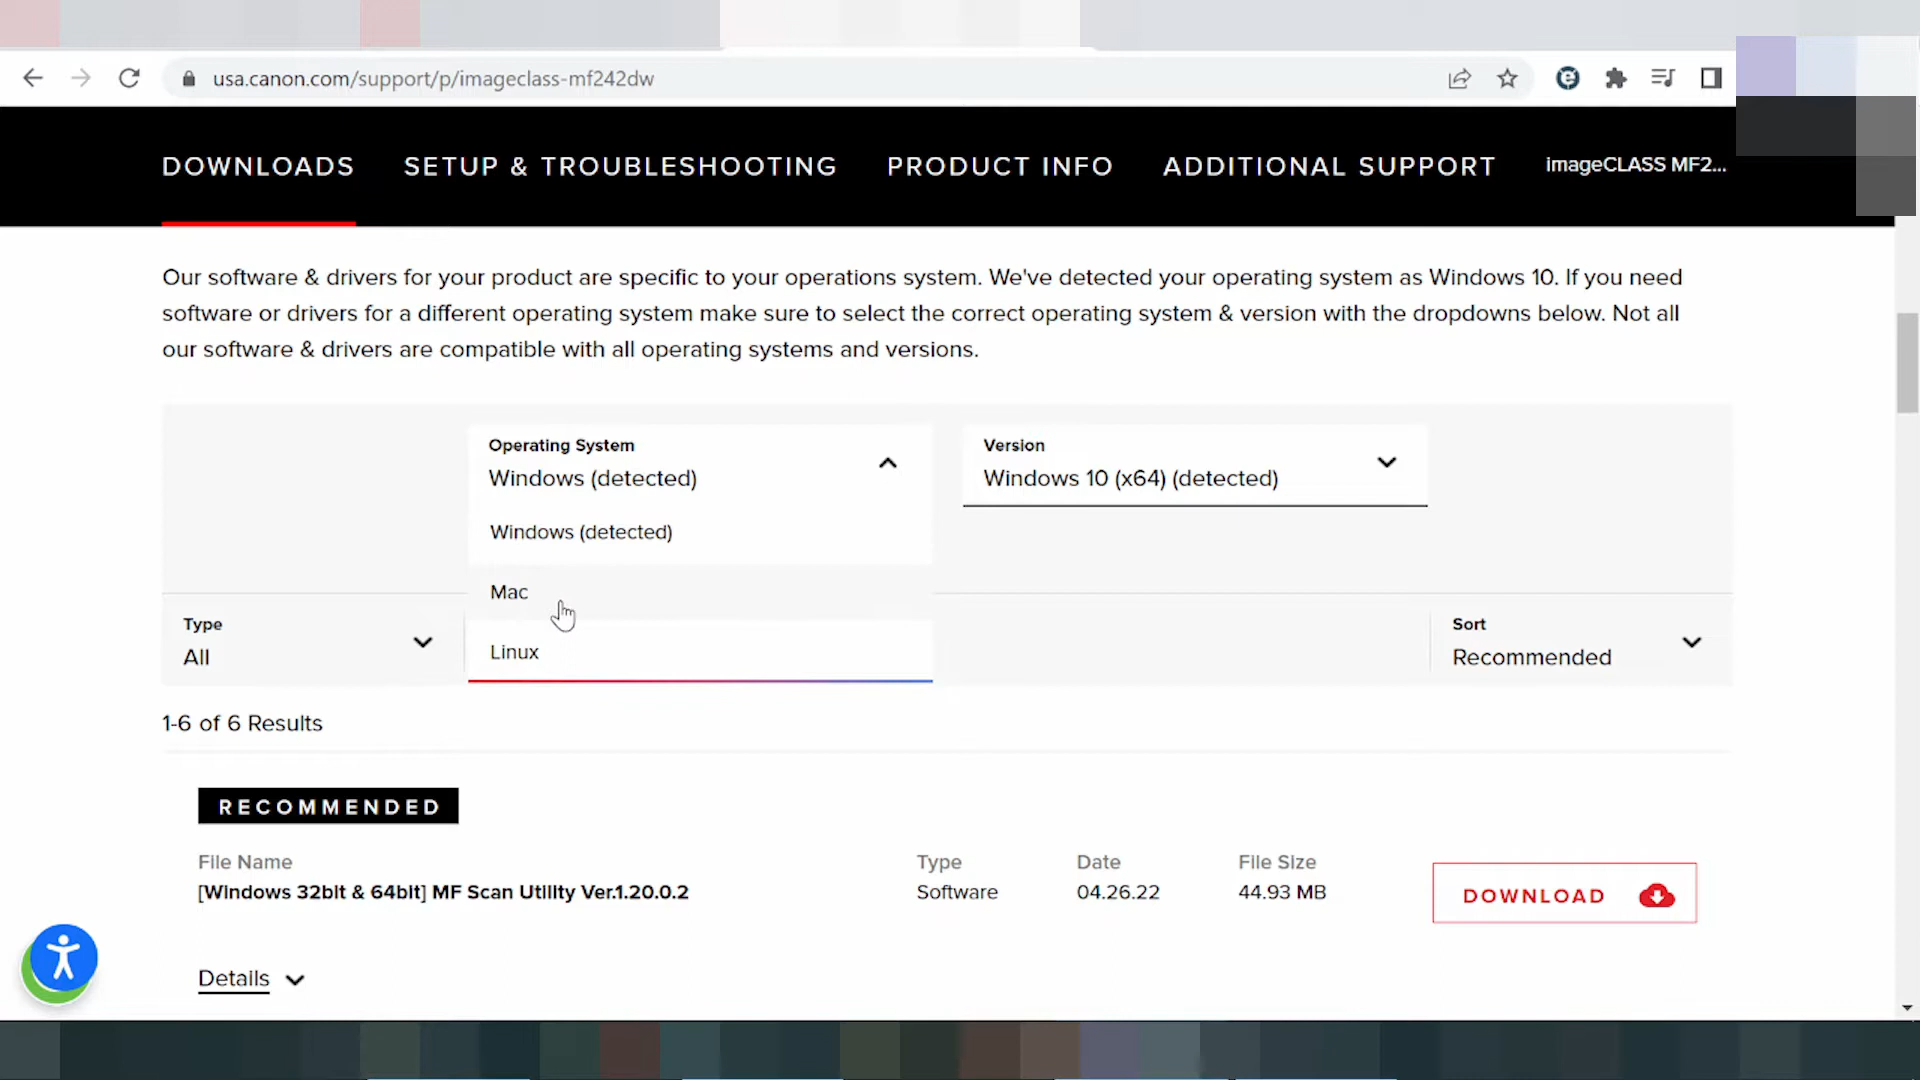 usa.canon.com/support/p/imageclass-mf242dw
DOWNLOADS SETUP & TROUBLESHOOTING PRODUCT INFO ADDITIONAL SUPPORT imageCLASS MF2...
Our software & drivers for your product are specific to your operations system. We've detected your operating system as Windows 10. If you need
software or drivers for a different operating system make sure to select the correct operating system & version with the dropdowns below. Not all
our software & drivers are compatible with all operating systems and versions.
Operating System
Windows (detected)
Version
Windows 10 (x64) (detected)
Windows (detected)
Mac
Linux
Type
All
Sort
Recommended
1-6 of 6 Results
RECOMMENDED
File Name Type Date File Size
[Windows 32bit & 64bit] MF Scan Utility Ver.1.20.0.2 Software 04.26.22 44.93 MB
DOWNLOAD
Details